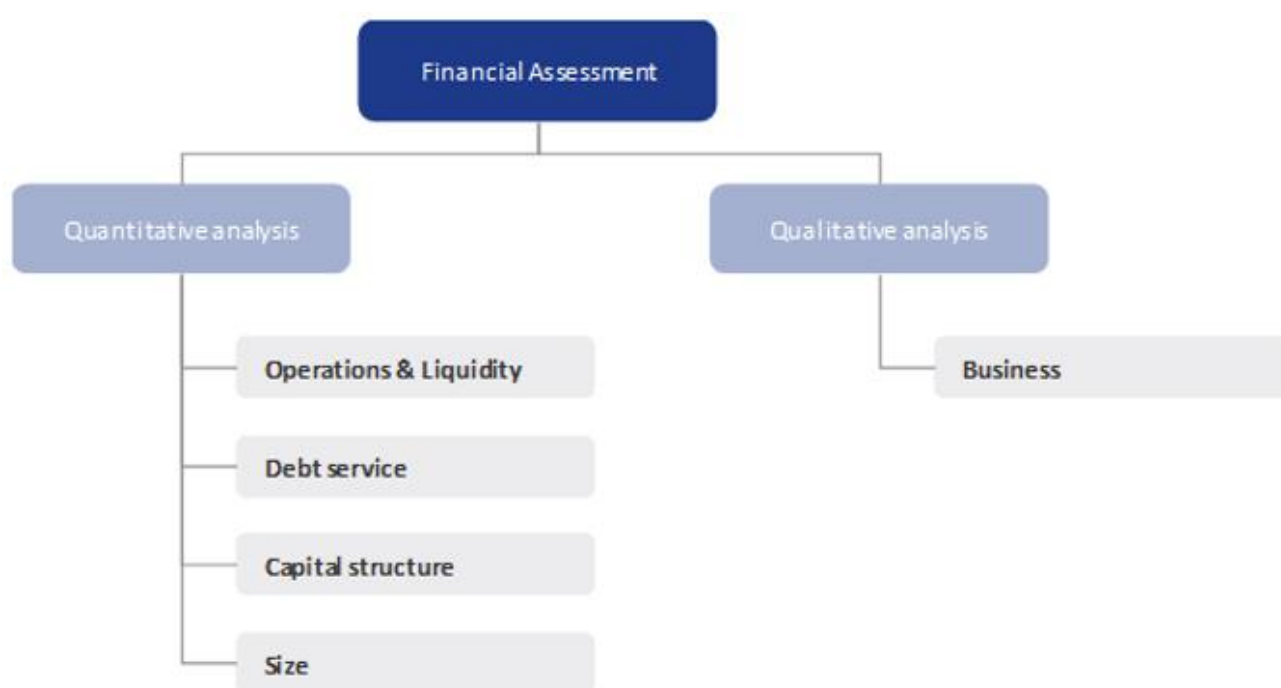 Financial Assessment
Quantitative analysis
Qualitative analysis
Operations & Liquidity
Business
Debt service
Capital structure
Size